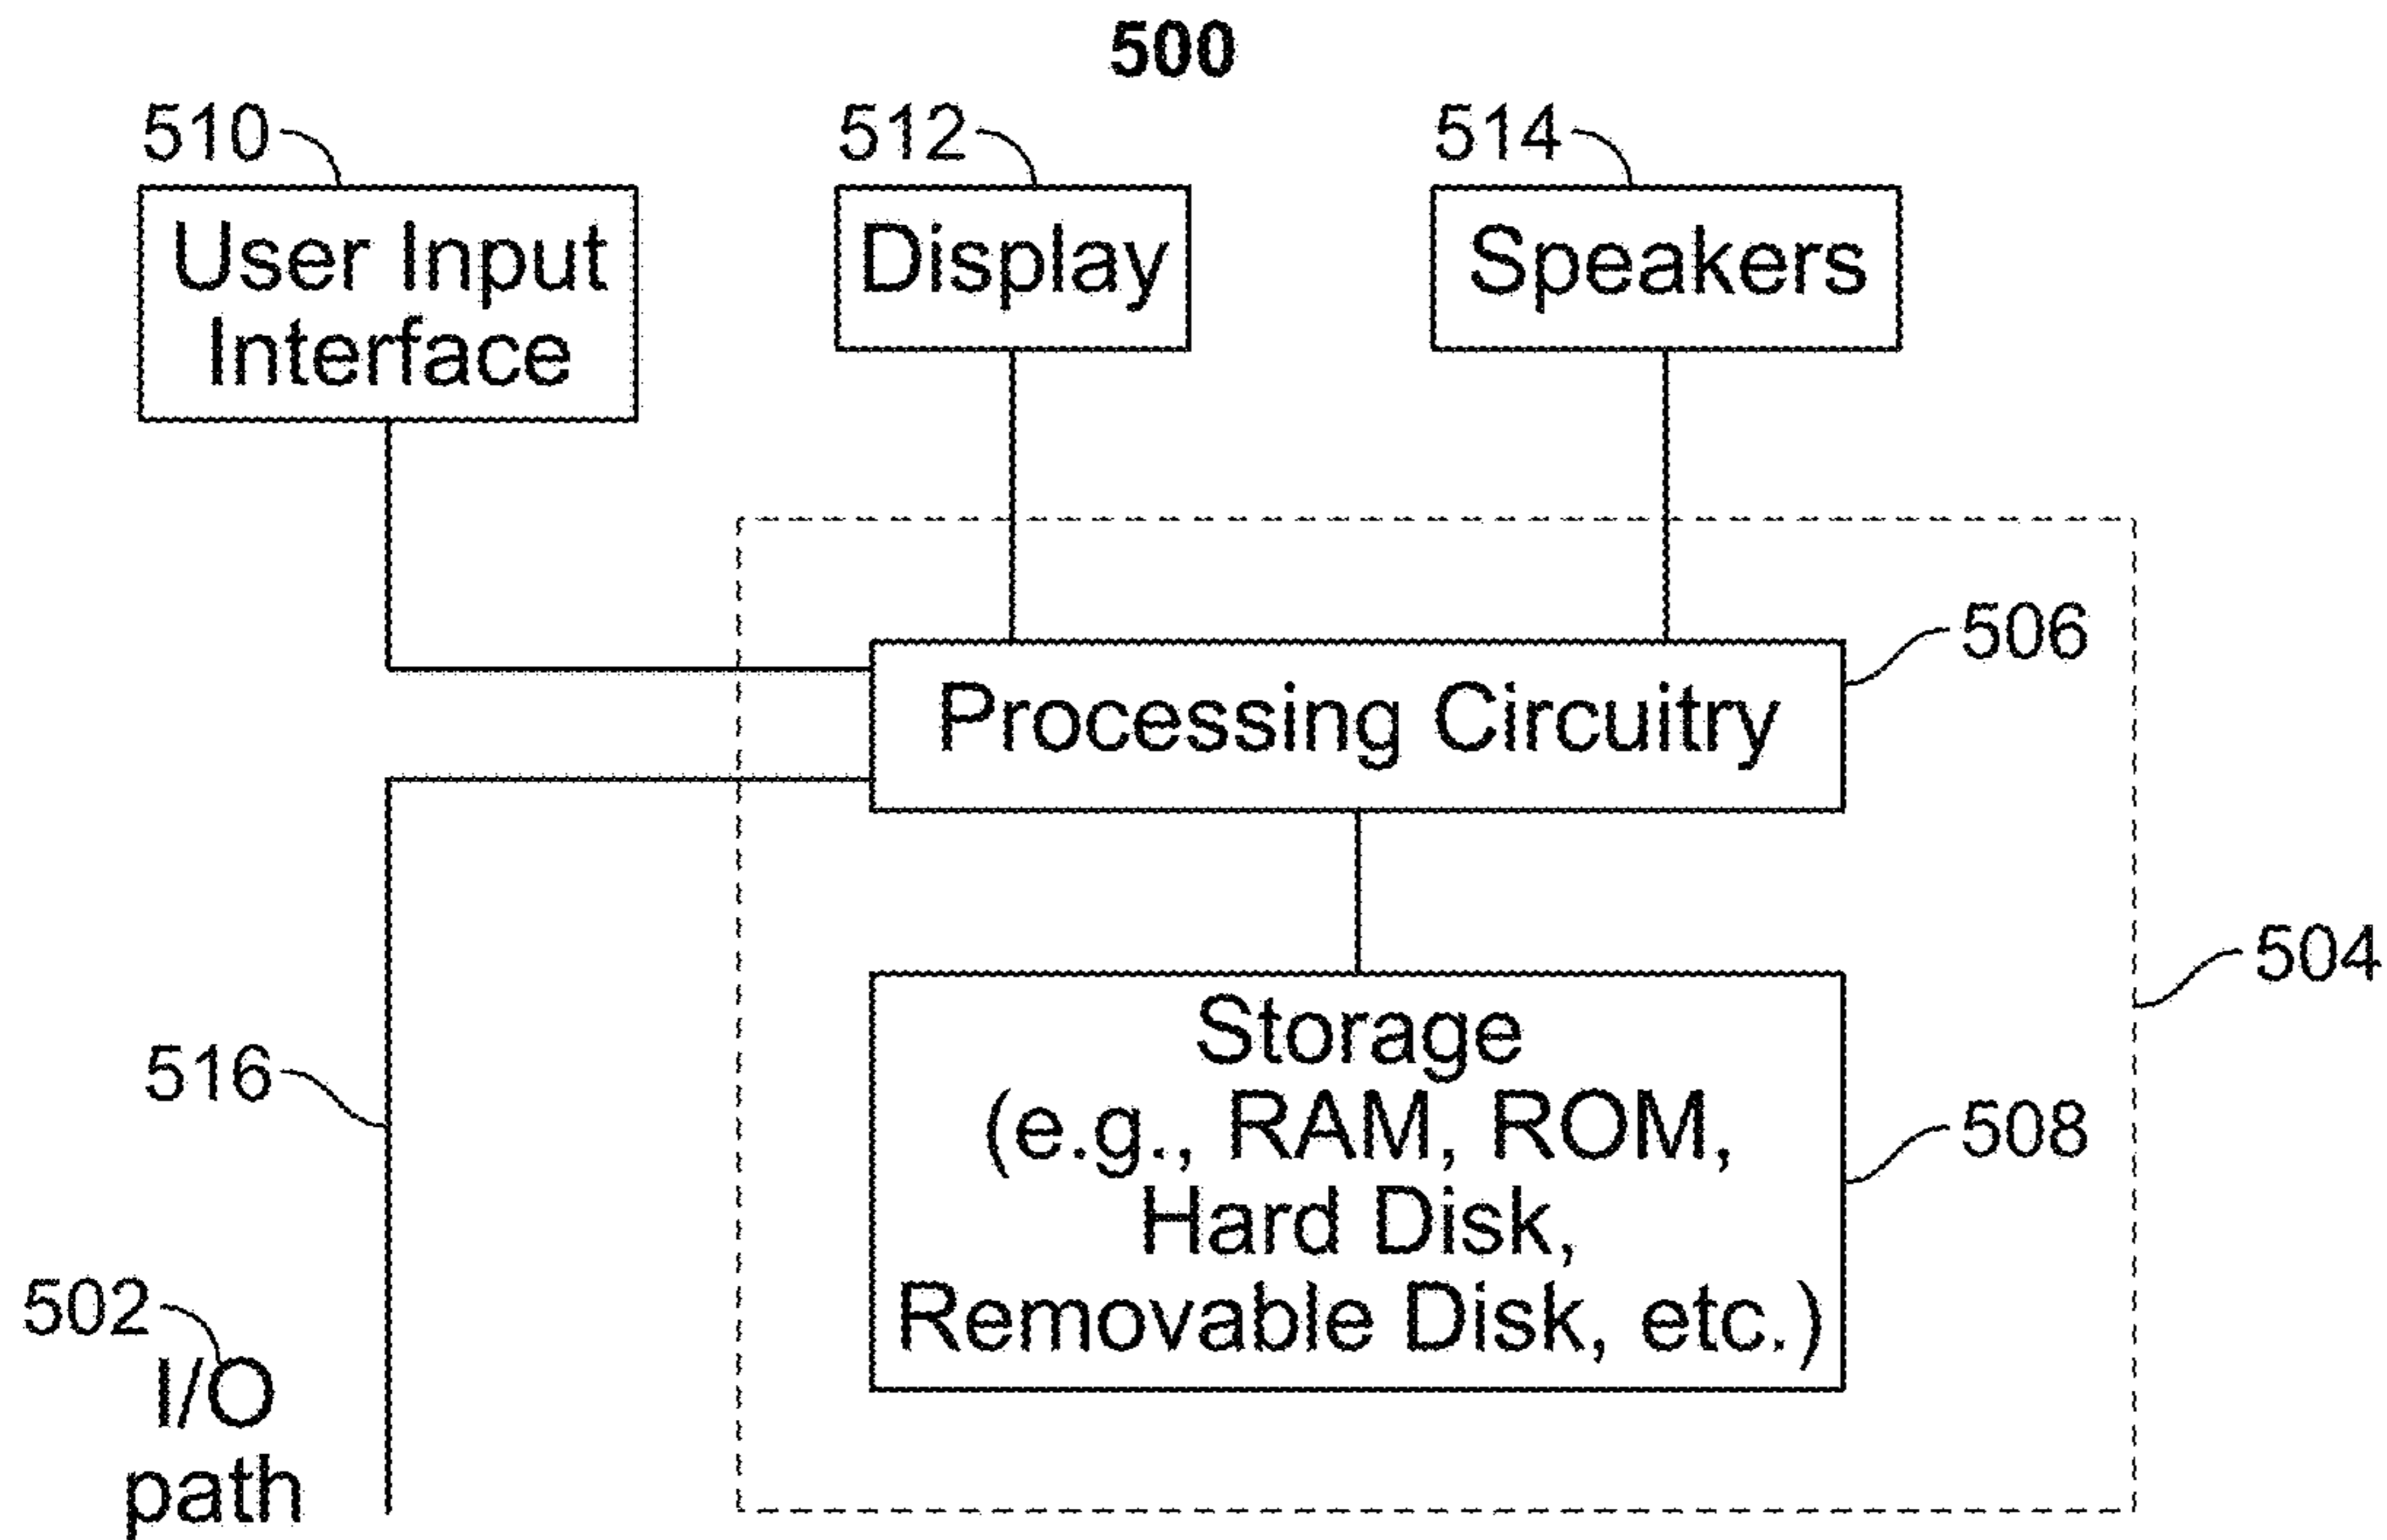 500
510
512
514
User Input
Interface
Display
Speakers
506
Processing Circuitry
504
516
Storage
(e.g., RAM, ROM,
Hard Disk,
Removable Disk, etc.)
508
502
I/O
path